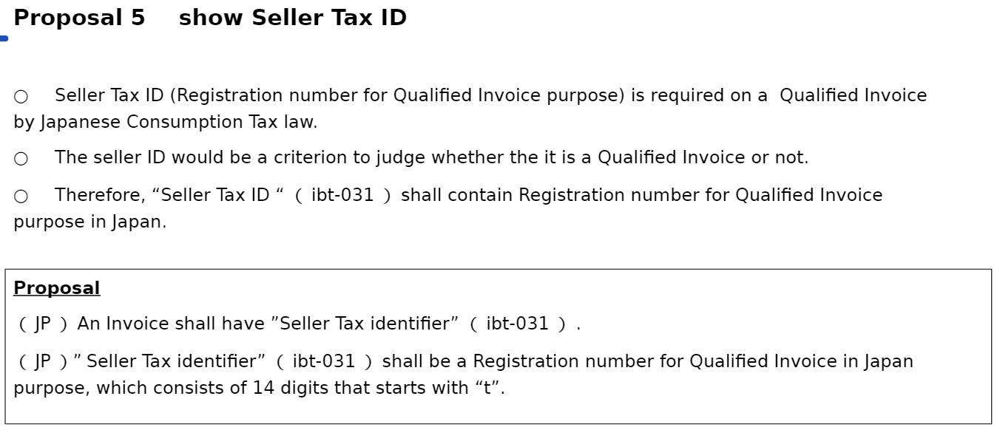 Proposal 5    show Seller Tax ID
○    Seller Tax ID (Registration number for Qualified Invoice purpose) is required on a  Qualified Invoice
by Japanese Consumption Tax law.
○    The seller ID would be a criterion to judge whether the it is a Qualified Invoice or not.
○    Therefore, “Seller Tax ID “（ibt-031）shall contain Registration number for Qualified Invoice
purpose in Japan.
Proposal
（JP）An Invoice shall have ”Seller Tax identifier”（ibt-031）.
（JP）” Seller Tax identifier”（ibt-031）shall be a Registration number for Qualified Invoice in Japan
purpose, which consists of 14 digits that starts with “t”.